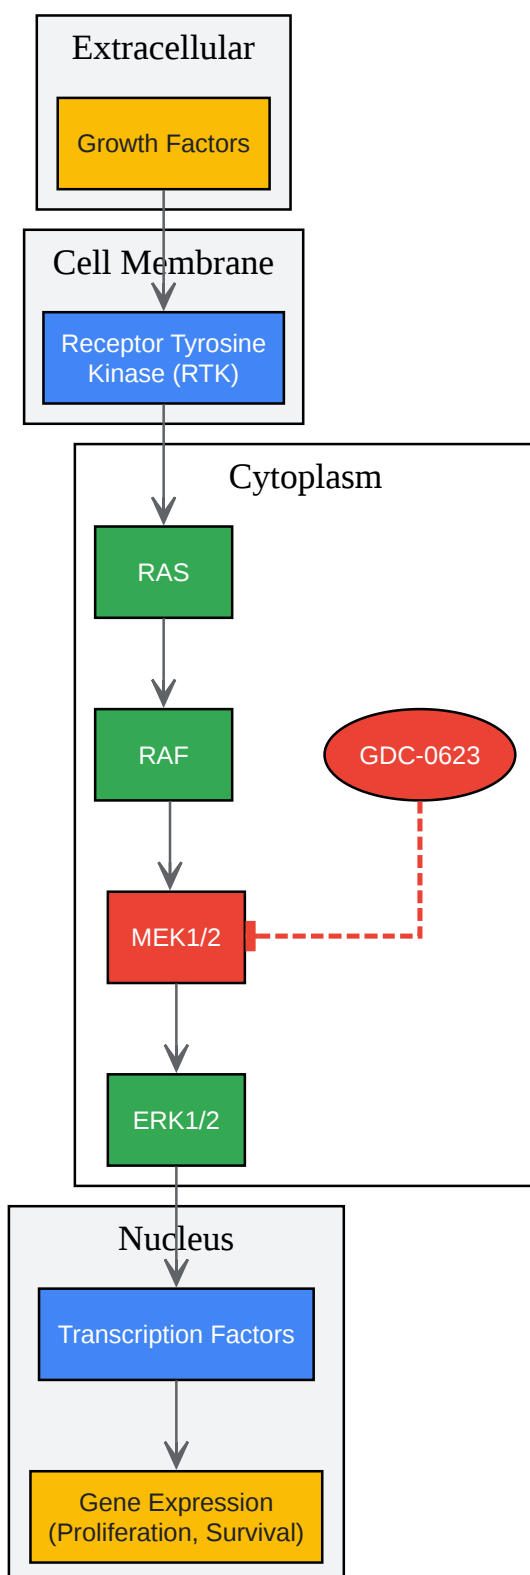 Extracellular
Growth Factors
Cell Membrane
Receptor Tyrosine
Kinase (RTK)
Cytoplasm
RAS
RAF
GDC-0623
MEK1/2
ERK1/2
Nucleus
Transcription Factors
Gene Expression
(Proliferation, Survival)